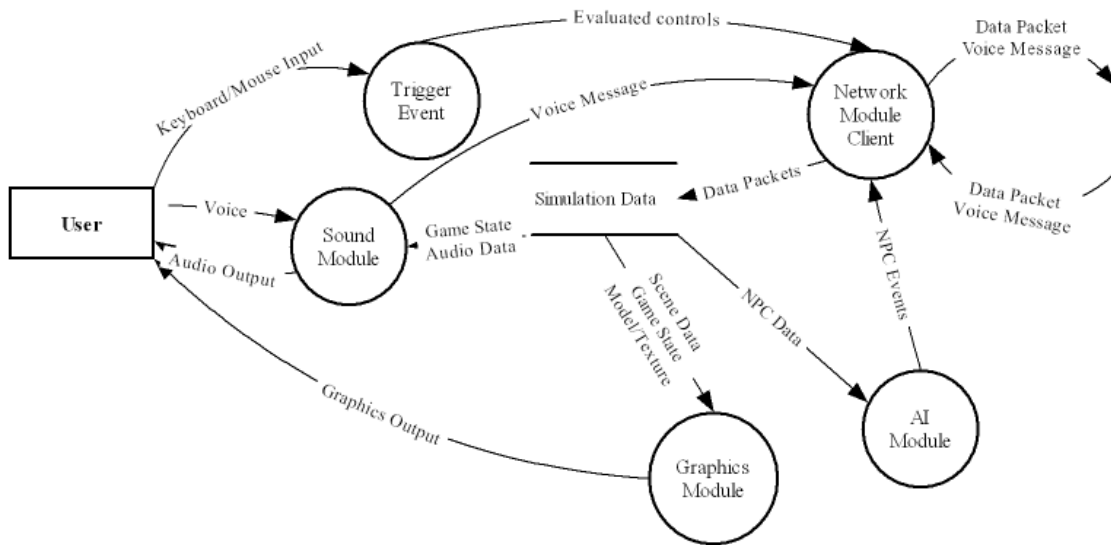 Evaluated controls
Data Packet
Voice Message
Keyboard/Mouse Input
Trigger
Event
Voice Message
Network
Module
Client
User
Voice
Sound
Module
Audio Output
Game State
Audio Data
Simulation Data
Data Packets
Data Packet
Voice Message
NPC Events
Scene Data
Game State
Model/Texture
NPC Data
Graphics Output
Graphics
Module
AI
Module